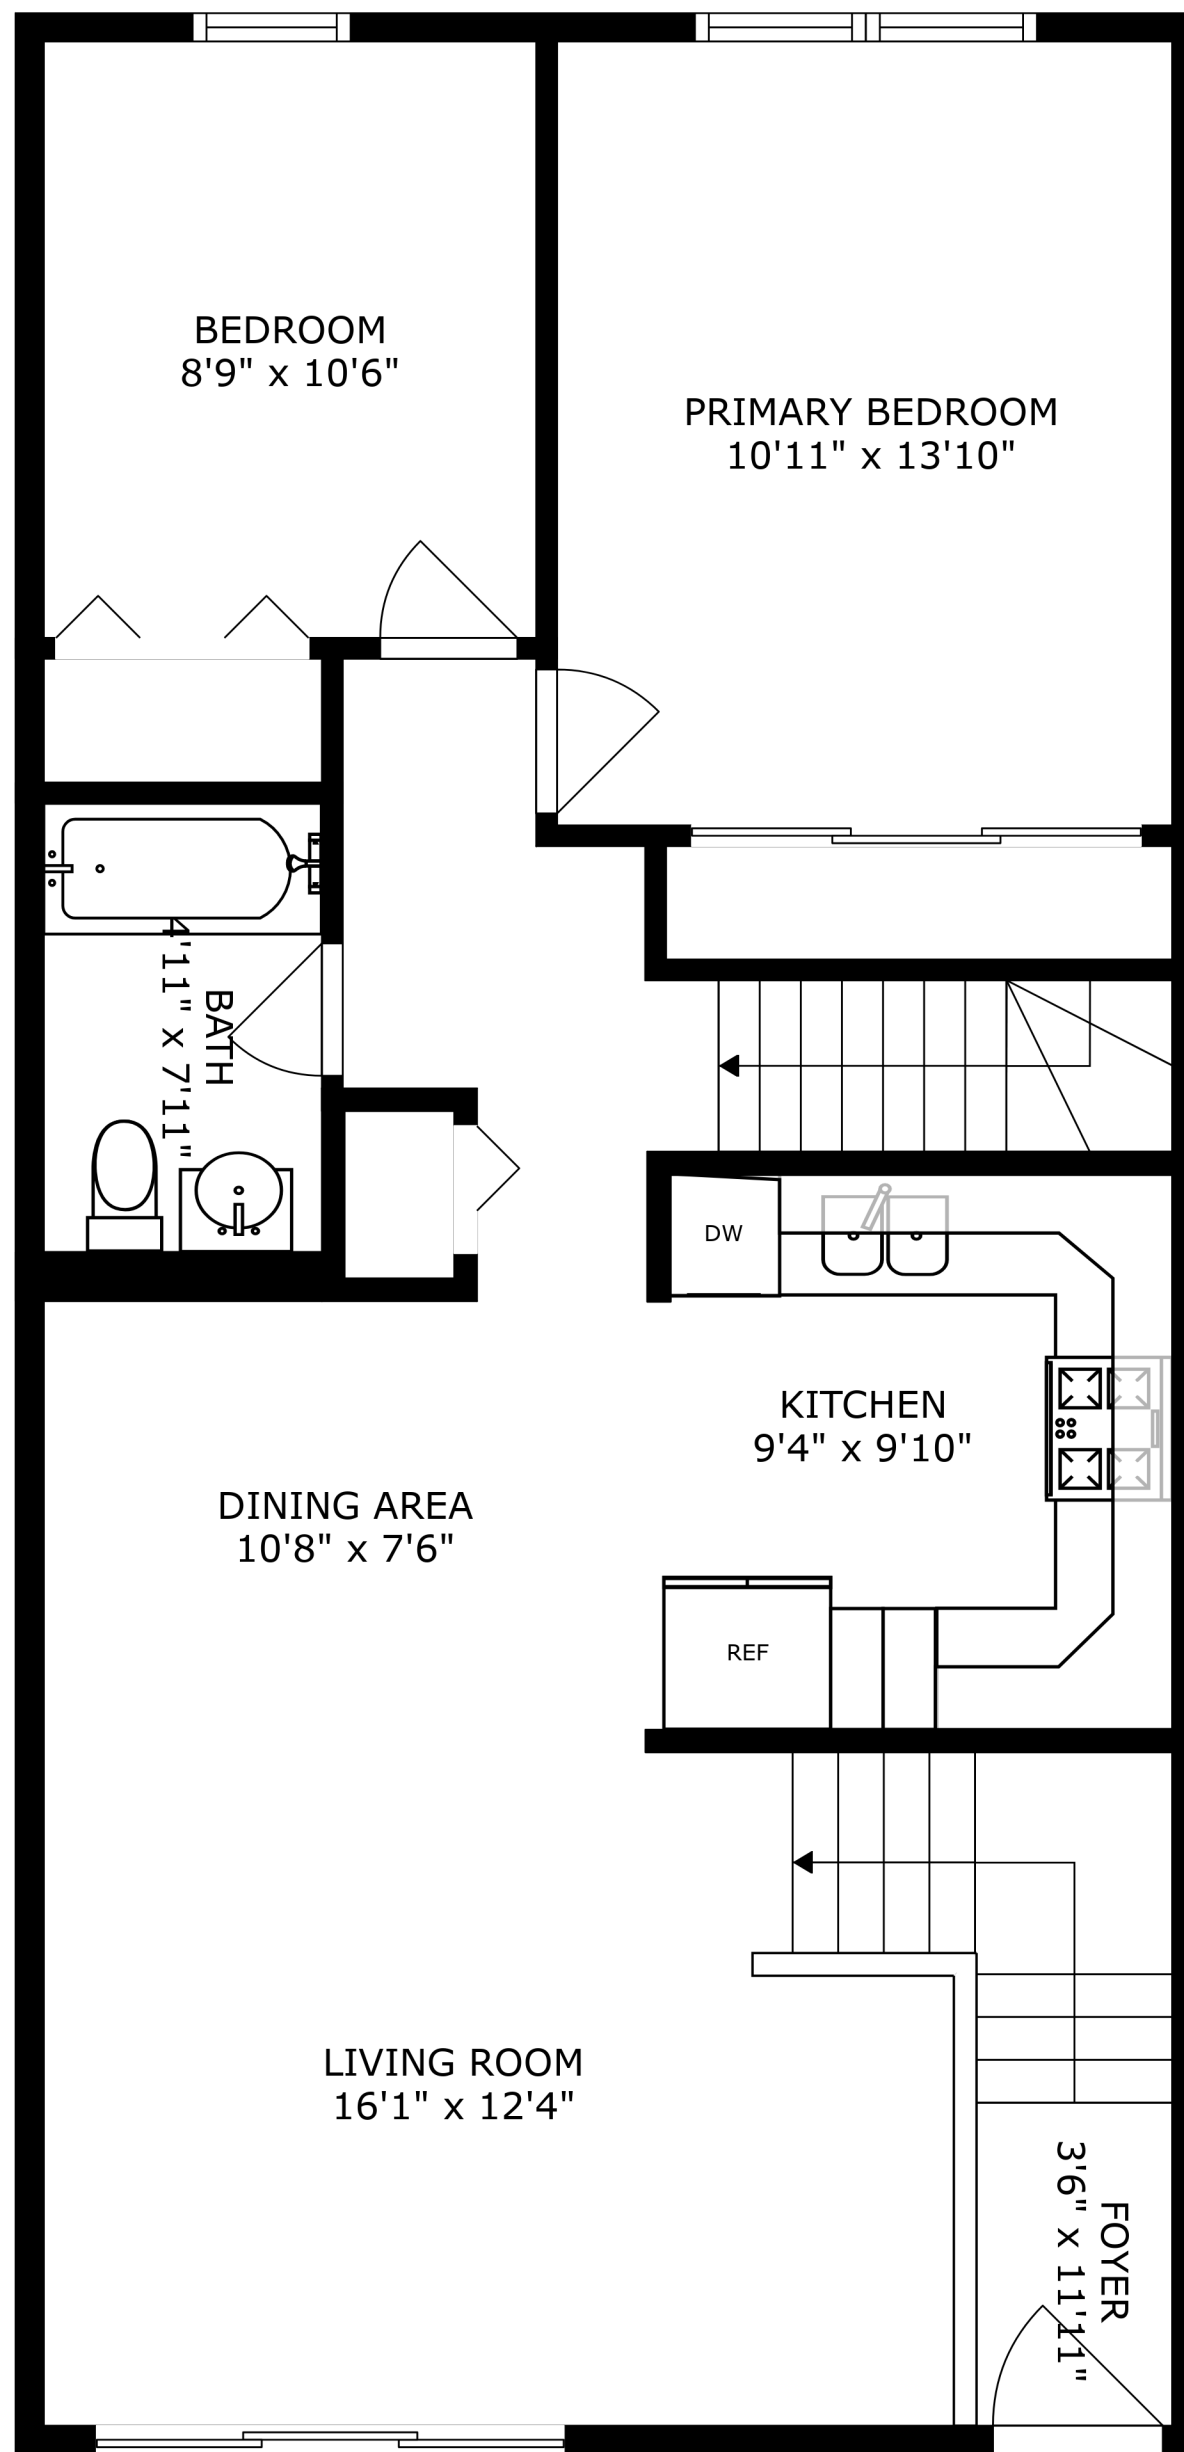 BEDROOM
8'9" x 10'6"
PRIMARY BEDROOM
10'11" x 13'10"
BATH
4'11" x 7'11"
DW
KITCHEN
9'4" x 9'10"
DINING AREA
10'8" x 7'6"
REF
LIVING ROOM
16'1" x 12'4"
FOYER
3'6" x 11'11"